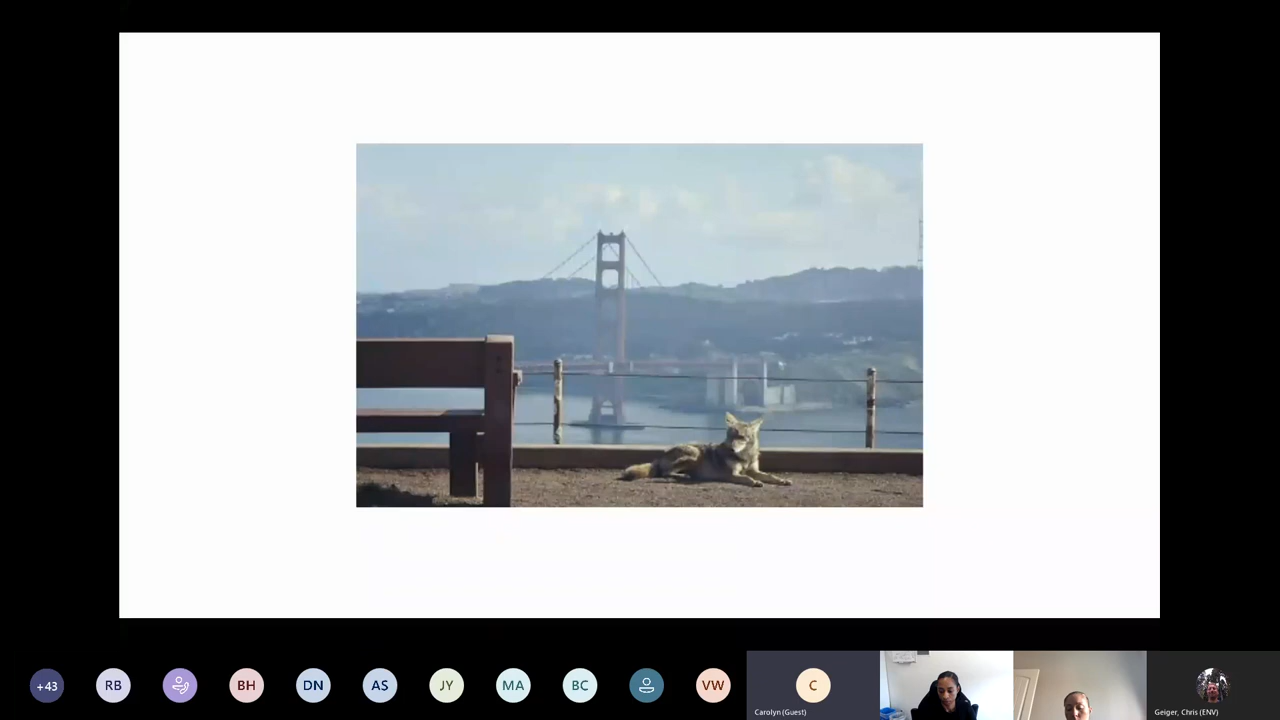 +43
RB
BH
DN
AS
JY
MA
BC
VW
C
Carolyn (Guest)
Geiger, Chris (ENV)